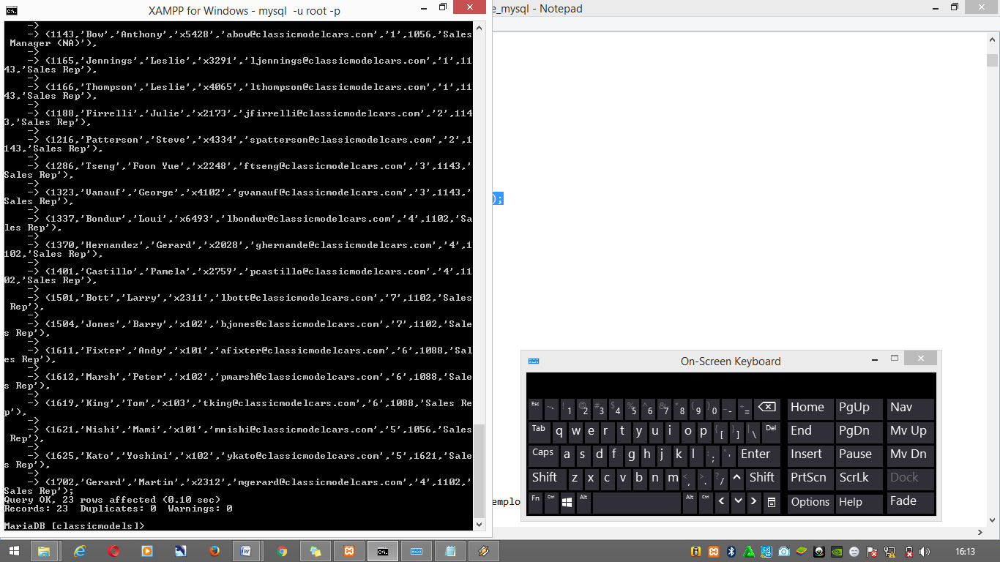 XAMPP for Windows - mysql  -u root -p
    ->
    -> (1143,'Bow','Anthony','x5428','abow@classicmodelcars.com','1',1056,'Sales
 Manager (NA)'),
    ->
    -> (1165,'Jennings','Leslie','x3291','ljennings@classicmodelcars.com','1',11
43,'Sales Rep'),
    ->
    -> (1166,'Thompson','Leslie','x4065','lthompson@classicmodelcars.com','1',11
43,'Sales Rep'),
    ->
    -> (1188,'Firrelli','Julie','x2173','jfirrelli@classicmodelcars.com','2',114
3,'Sales Rep'),
    ->
    -> (1216,'Patterson','Steve','x4334','spatterson@classicmodelcars.com','2',1
143,'Sales Rep'),
    ->
    -> (1286,'Tseng','Foon Yue','x2248','ftseng@classicmodelcars.com','3',1143,'
Sales Rep'),
    ->
    -> (1323,'Vanauf','George','x4102','gvanauf@classicmodelcars.com','3',1143,'
Sales Rep'),
    ->
    -> (1337,'Bondur','Loui','x6493','lbondur@classicmodelcars.com','4',1102,'Sa
les Rep'),
    ->
    -> (1370,'Hernandez','Gerard','x2028','ghernande@classicmodelcars.com','4',1
102,'Sales Rep'),
    ->
    -> (1401,'Castillo','Pamela','x2759','pcastillo@classicmodelcars.com','4',11
02,'Sales Rep'),
    ->
    -> (1501,'Bott','Larry','x2311','lbott@classicmodelcars.com','7',1102,'Sales
 Rep'),
    ->
    -> (1504,'Jones','Barry','x102','bjones@classicmodelcars.com','7',1102,'Sale
s Rep'),
    ->
    -> (1611,'Fixter','Andy','x101','afixter@classicmodelcars.com','6',1088,'Sal
es Rep'),
    ->
    -> (1612,'Marsh','Peter','x102','pmarsh@classicmodelcars.com','6',1088,'Sale
s Rep'),
    ->
    -> (1619,'King','Tom','x103','tking@classicmodelcars.com','6',1088,'Sales Re
p'),
    ->
    -> (1621,'Nishi','Mami','x101','mnishi@classicmodelcars.com','5',1056,'Sales
 Rep'),
    ->
    -> (1625,'Kato','Yoshimi','x102','ykato@classicmodelcars.com','5',1621,'Sale
s Rep'),
    ->
    -> (1702,'Gerard','Martin','x2312','mgerard@classicmodelcars.com','4',1102,'
Sales Rep');
Query OK, 23 rows affected (0.10 sec)
Records: 23  Duplicates: 0  Warnings: 0
MariaDB [classicmodels]>
e_mysql - Notepad
);
emplo
On-Screen Keyboard
Esc ~ ` ! 1 @ 2 # 3 $ 4 % 5 ^ 6 & 7 * 8 ( 9 ) 0 _ - + = Home PgUp Nav
Tab q w e r t y u i o p { [ } ] | \ Del End PgDn Mv Up
Caps a s d f g h j k l : ; " ' Enter Insert Pause Mv Dn
Shift z x c v b n m < , > . ? / Shift PrtScn ScrLk Dock
Fn Ctrl Alt Alt Ctrl Options Help Fade
16:13